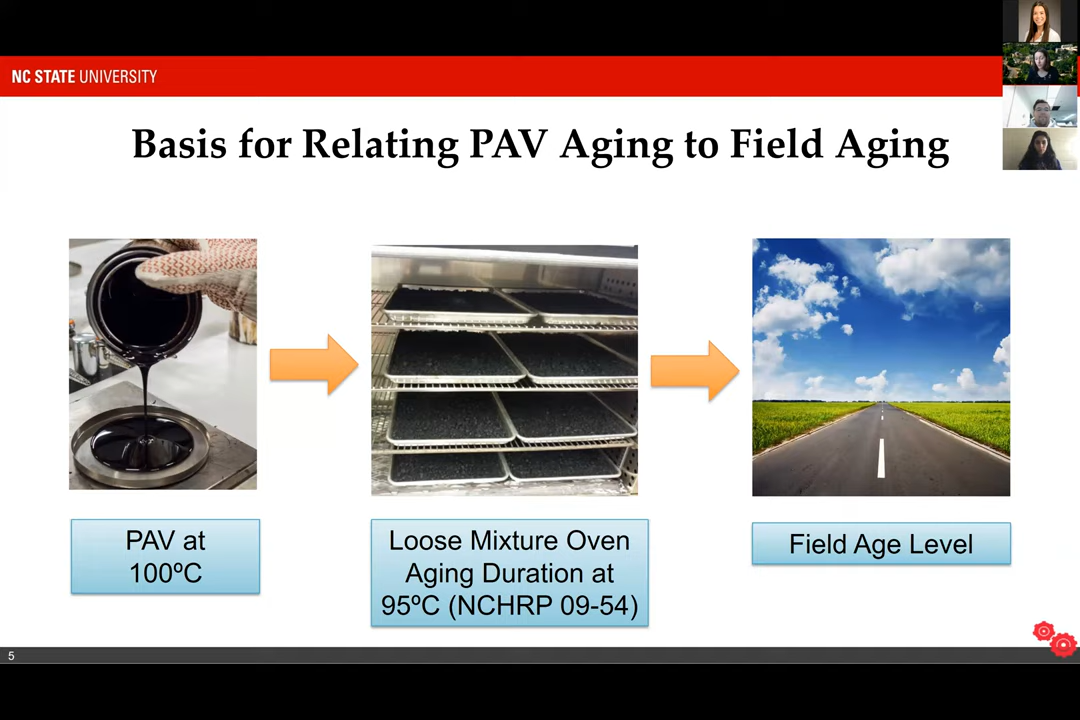 NC STATE UNIVERSITY
Basis for Relating PAV Aging to Field Aging
PAV at
100ºC
Loose Mixture Oven
Aging Duration at
95ºC (NCHRP 09-54)
Field Age Level
5